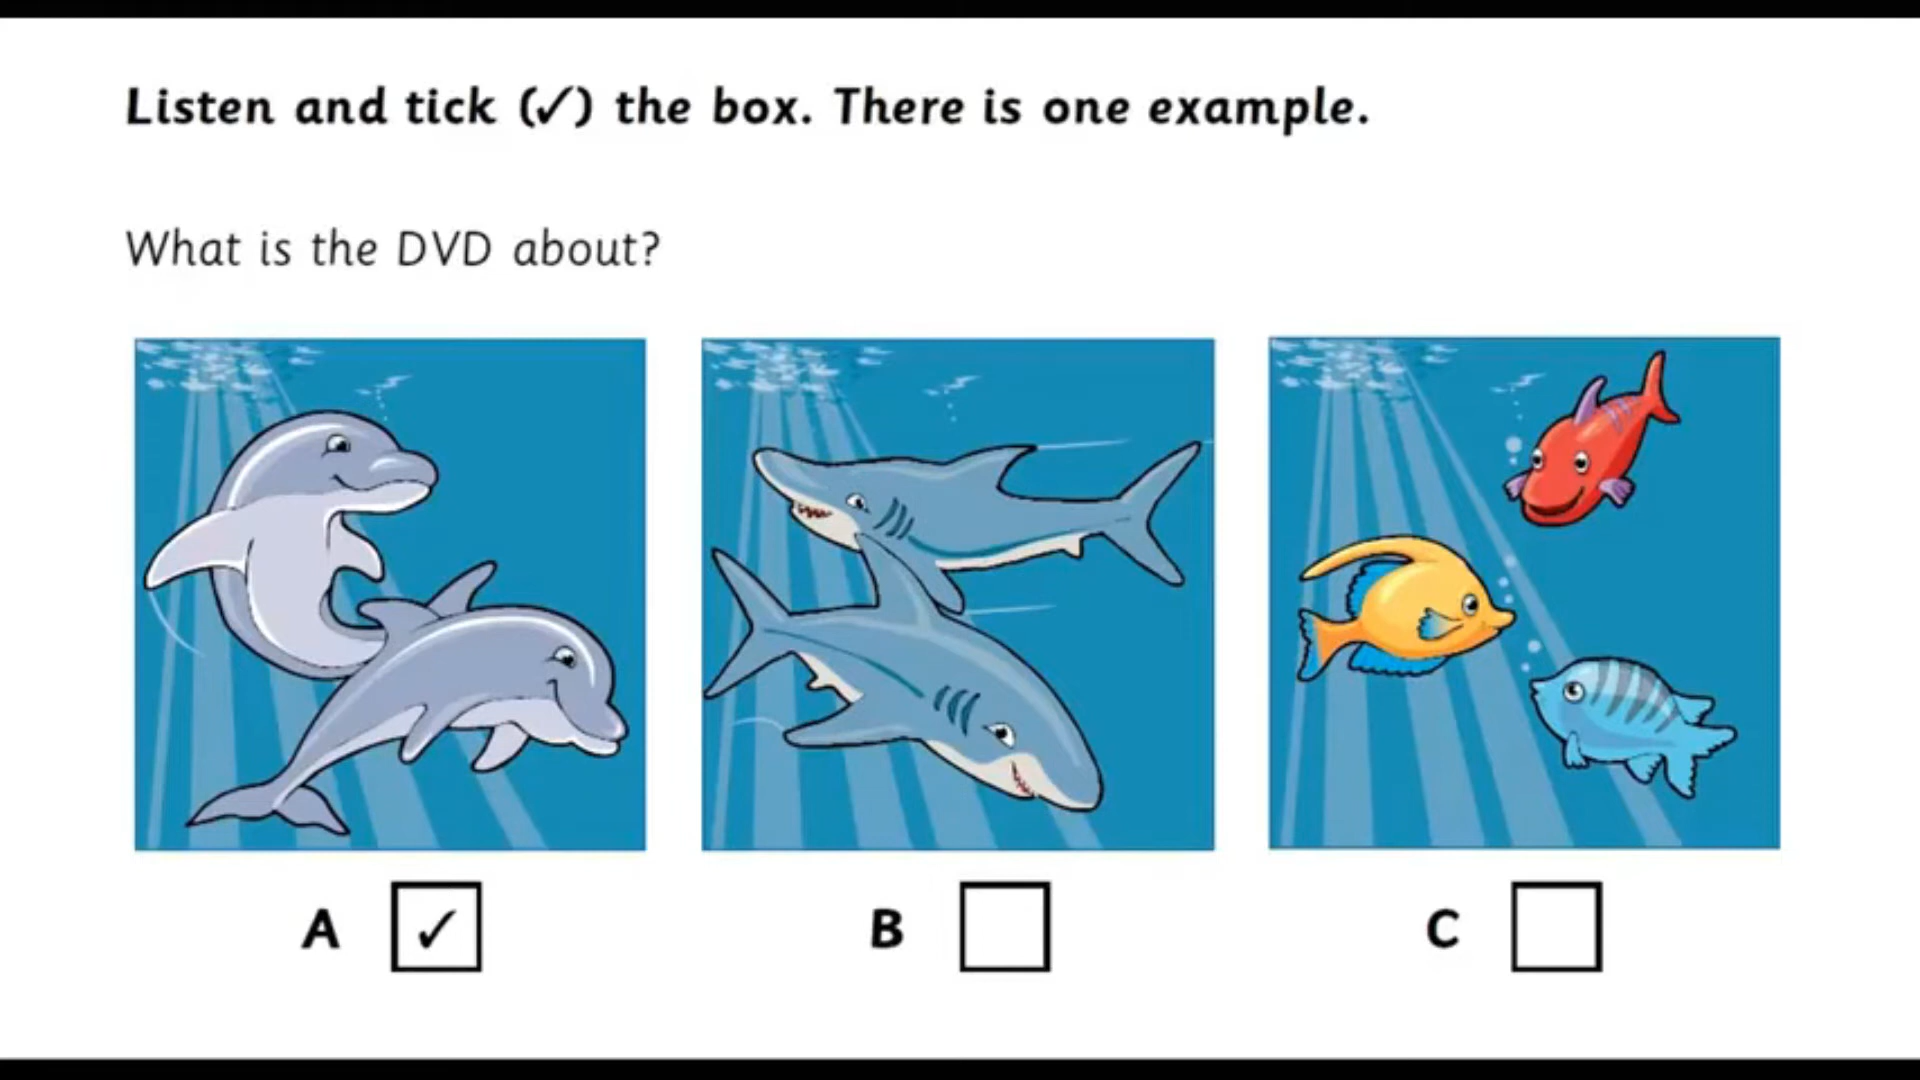 Listen and tick (✓) the box. There is one example.
What is the DVD about?
A ✓ B C